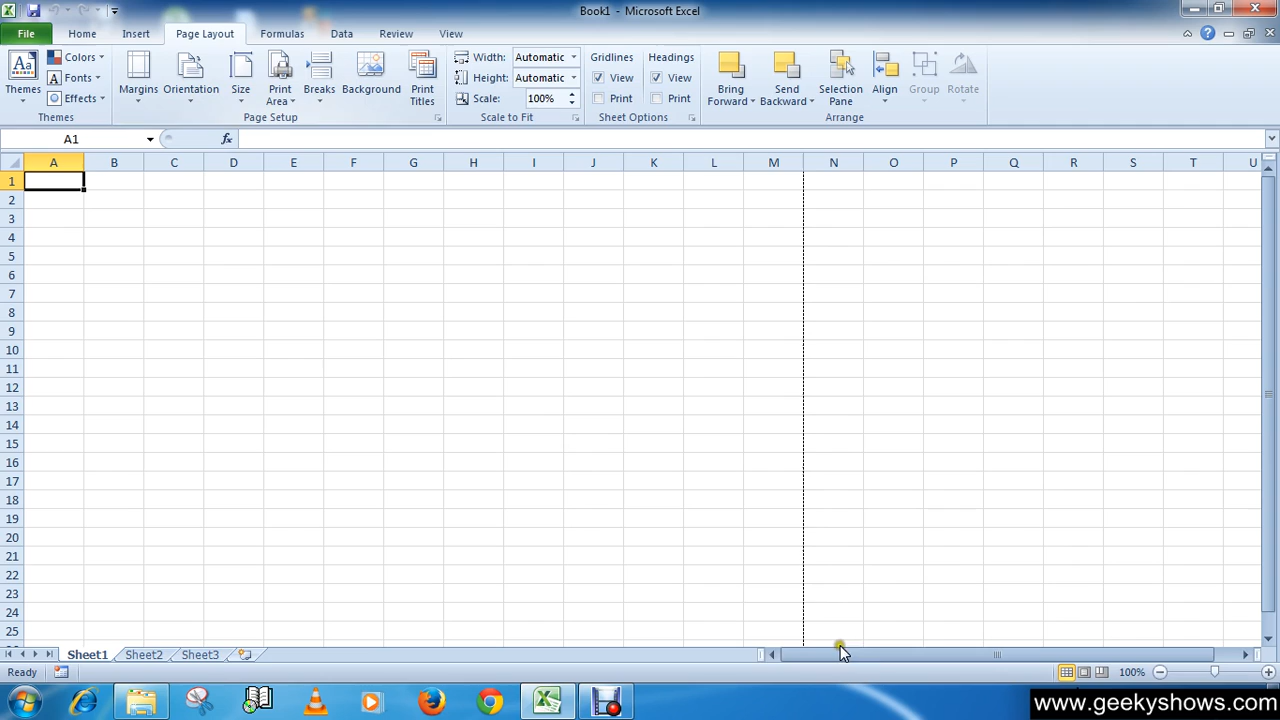 Book1 - Microsoft Excel
File Home Insert Page Layout Formulas Data Review View
Colors Width: Automatic Gridlines Headings
Fonts Height: Automatic View View
Themes Effects Margins Orientation Size Print Area Breaks Background Print Titles Scale: 100% Print Print Bring Forward Send Backward Selection Pane Align Group Rotate
Themes Page Setup Scale to Fit Sheet Options Arrange
A1 fx
A B C D E F G H I J K L M N O P Q R S T U
1
2
3
4
5
6
7
8
9
10
11
12
13
14
15
16
17
18
19
20
21
22
23
24
25
Sheet1 Sheet2 Sheet3
Ready 100%
www.geekyshows.com